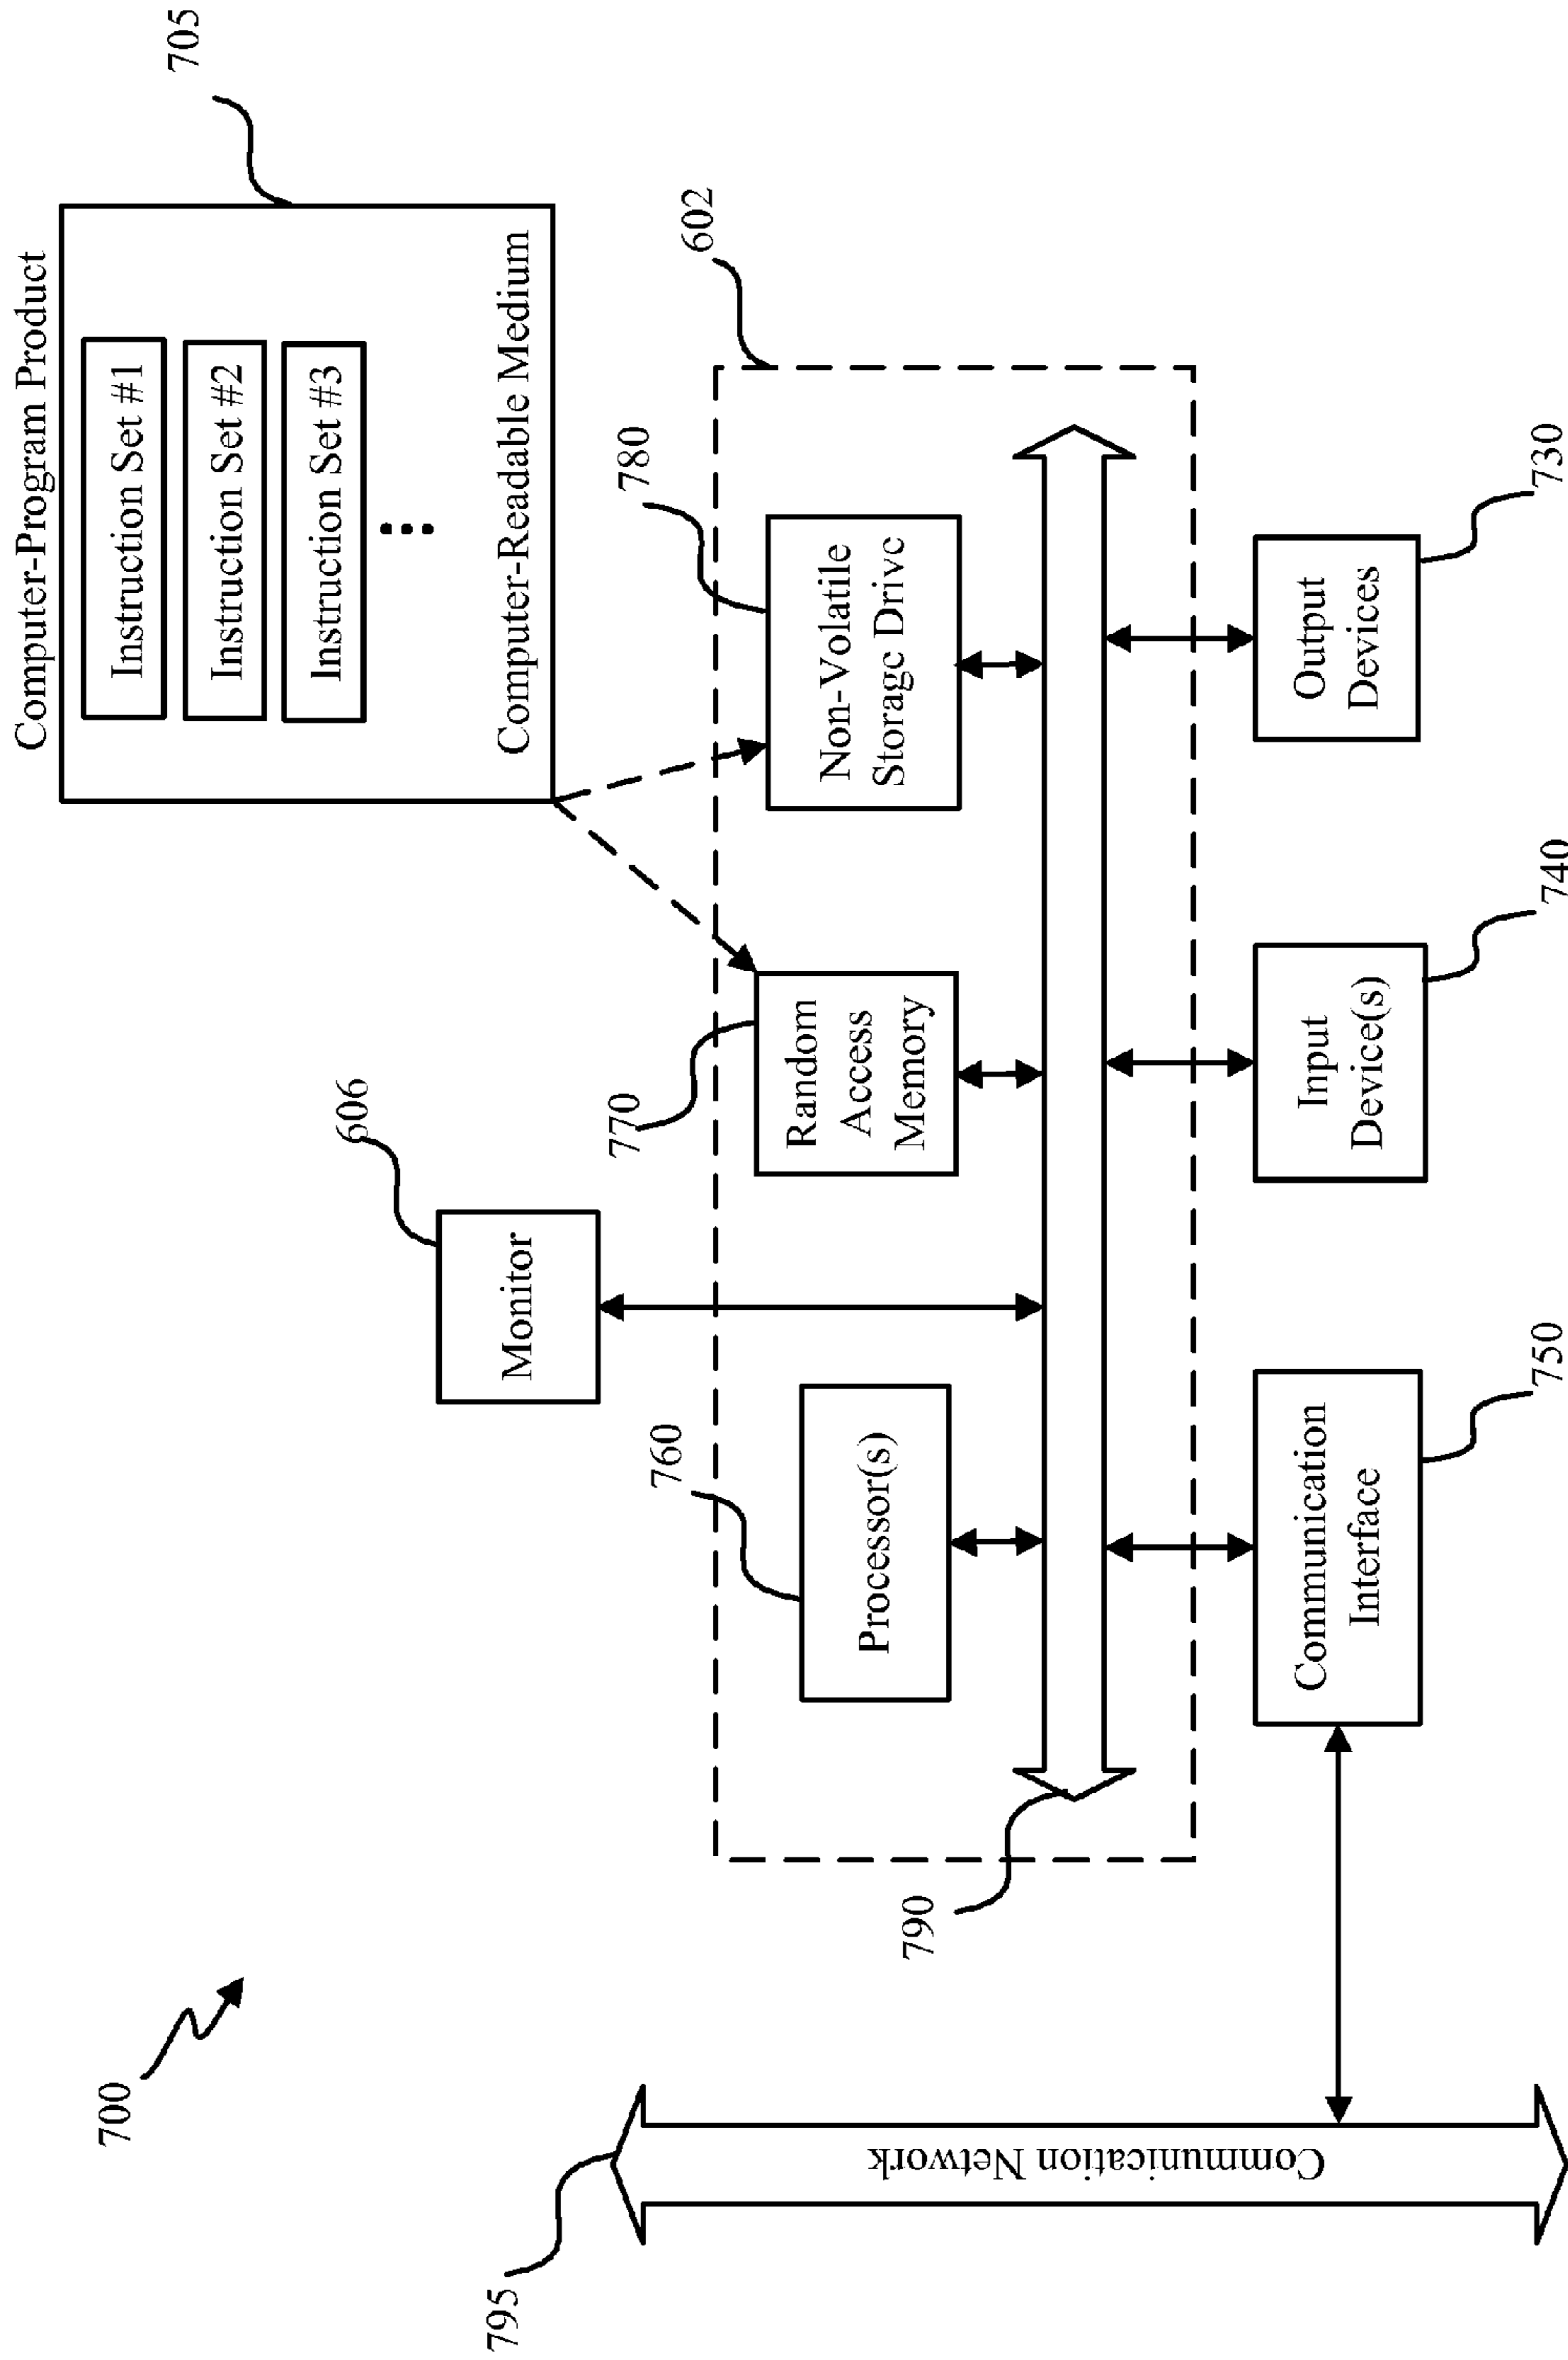 700
Computer-Program Product
Instruction Set #1
Instruction Set #2
Instruction Set #3
Computer-Readable Medium
705
606
Monitor
795
Communication Network
760
Processor(s)
770
Random
Access
Memory
780
Non-Volatile
Storage Drive
602
790
Communication
Interface
750
Input
Device(s)
740
Output
Devices
730